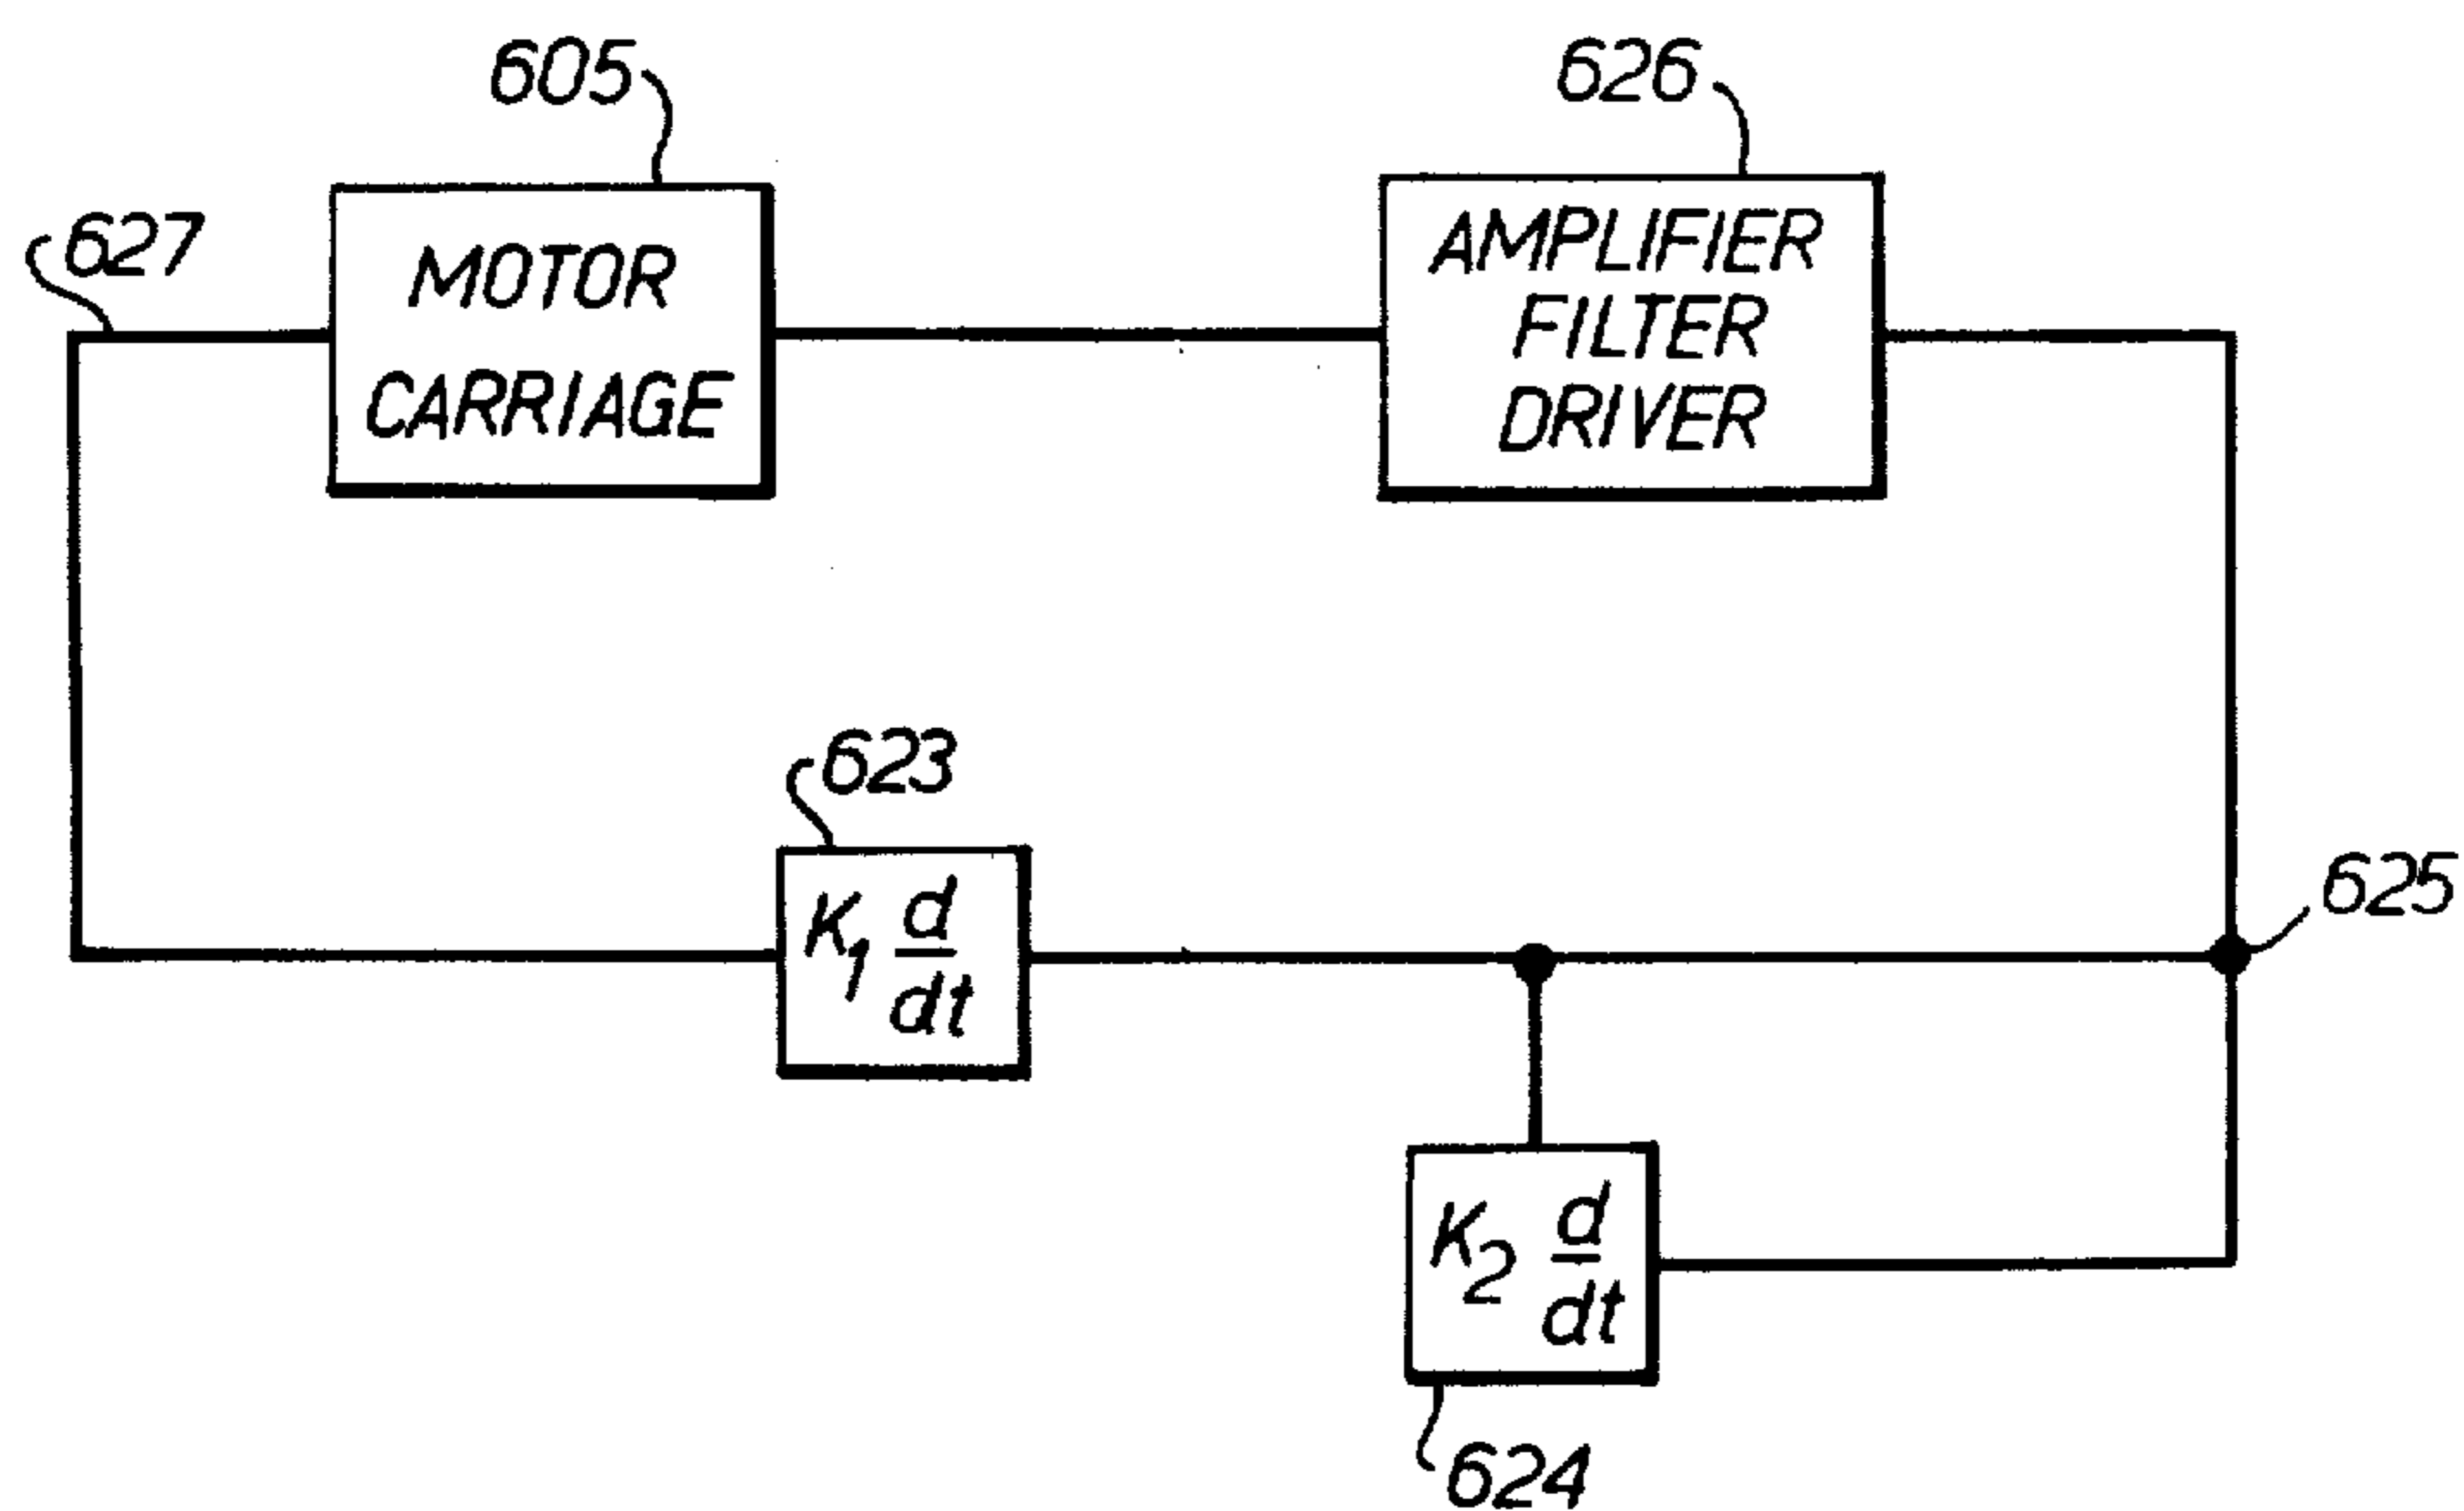 605
626
627
MOTOR
CARRIAGE
AMPLIFIER
FILTER
DRIVER
623
K1 d/dt
625
K2 d/dt
624